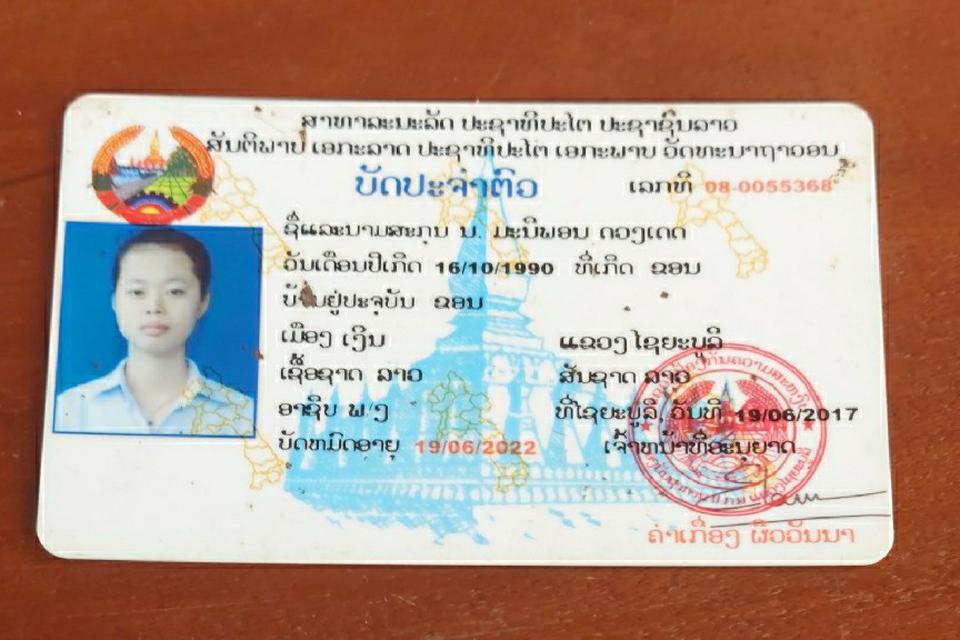 ສາທາລະນະລັດ ປະຊາທິປະໄຕ ປະຊາຊົນລາວ
ສັນຕິພາບ ເອກະລາດ ປະຊາທິປະໄຕ ເອກະພາບ ວັດທະນາຖາວອນ
ບັດປະຈຳຕົວ ເລກທີ 08-0055368
ຊື່ແລະນາມສະກຸນ ນ. ມະນີພອນ ດວງເດດ
ວັນເດືອນປີເກີດ 16/10/1990 ທີ່ເກີດ ຂອນ
ບ້ານຢູ່ປະຈຸບັນ ຂອນ
ເມືອງ ເງິນ ແຂວງ ໄຊຍະບູລີ
ເຊື້ອຊາດ ລາວ ສັນຊາດ ລາວ
ອາຊີບ ພ/ງ ທີ່ໄຊຍະບູລີ, ວັນທີ 19/06/2017
ບັດຫມົດອາຍຸ 19/06/2022 ເຈົ້າຫນ້າທີ່ອະນຸຍາດ
ຄຳເກື່ອງ ຜິວວັນນາ